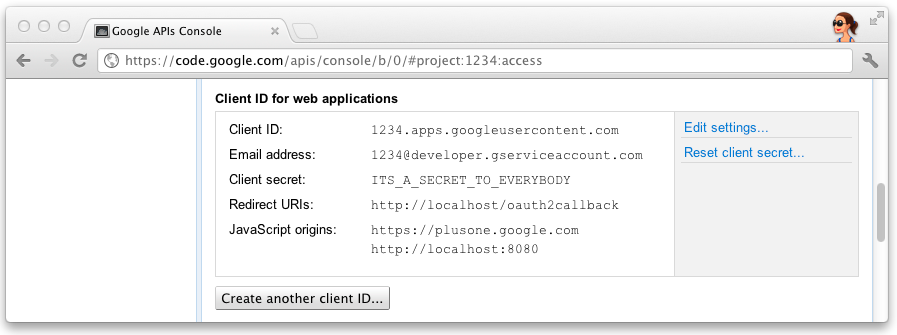 Google APIs Console
https://code.google.com/apis/console/b/0/#project:1234:access
Client ID for web applications
Client ID: 1234.apps.googleusercontent.com
Email address: 1234@developer.gserviceaccount.com
Client secret: ITS_A_SECRET_TO_EVERYBODY
Redirect URIs: http://localhost/oauth2callback
JavaScript origins: https://plusone.google.com
http://localhost:8080
Edit settings...
Reset client secret...
Create another client ID...